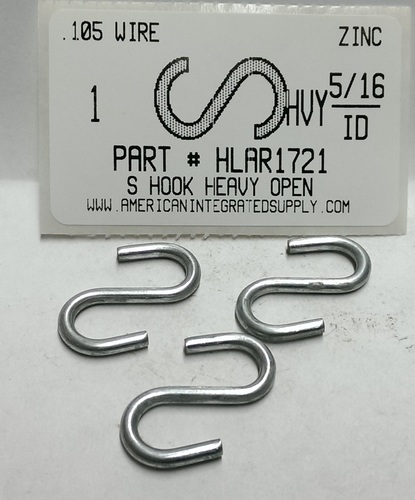 .105 WIRE ZINC
1 HVY 5/16
ID
PART # HLAR1721
S HOOK HEAVY OPEN
WWW.AMERICANINTEGRATEDSUPPLY.COM